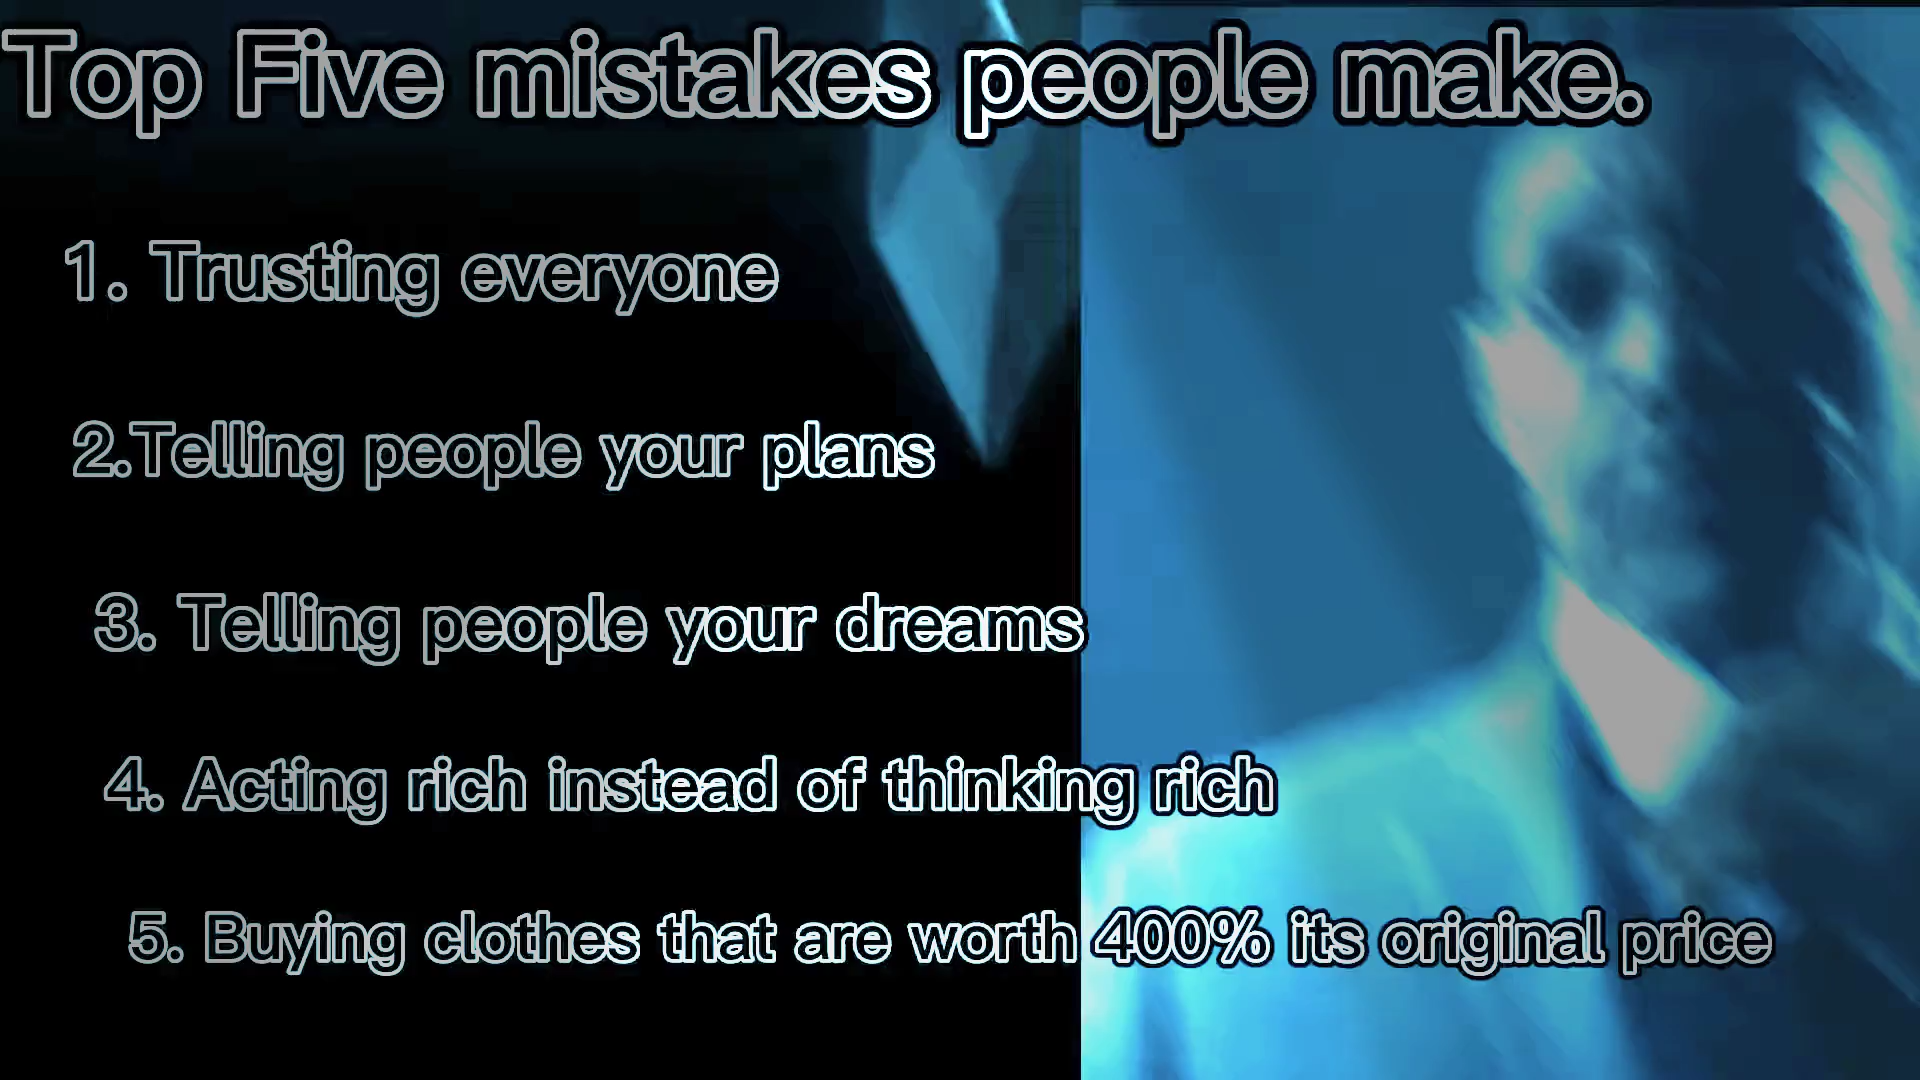 Top Five mistakes people make.
1. Trusting everyone
2.Telling people your plans
3. Telling people your dreams
4. Acting rich instead of thinking rich
5. Buying clothes that are worth 400% its original price